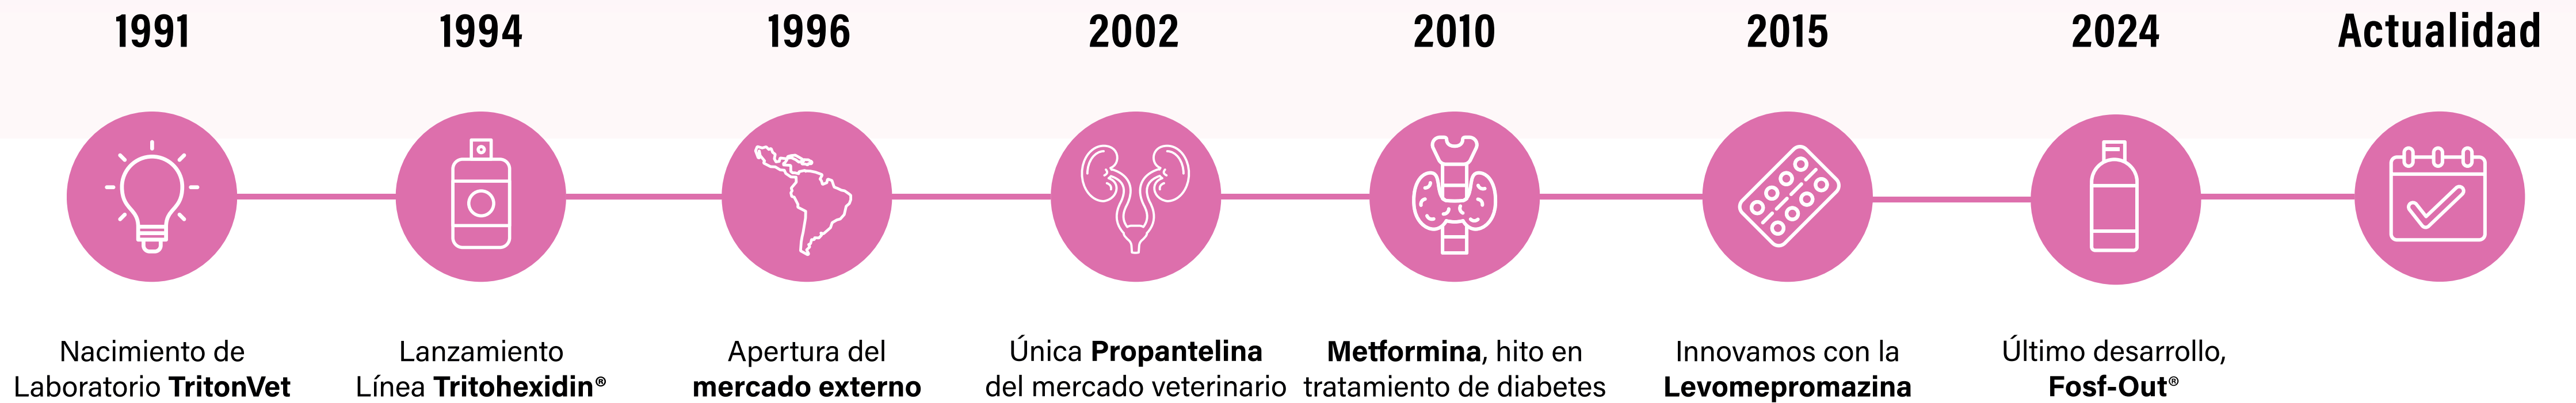 1991
Nacimiento de
Laboratorio TritonVet
1994
Lanzamiento
Línea Tritohexidin®
1996
Apertura del
mercado externo
2002
Única Propantelina
del mercado veterinario
2010
Metformina, hito en
tratamiento de diabetes
2015
Innovamos con la
Levomepromazina
2024
Último desarrollo,
Fosf-Out®
Actualidad